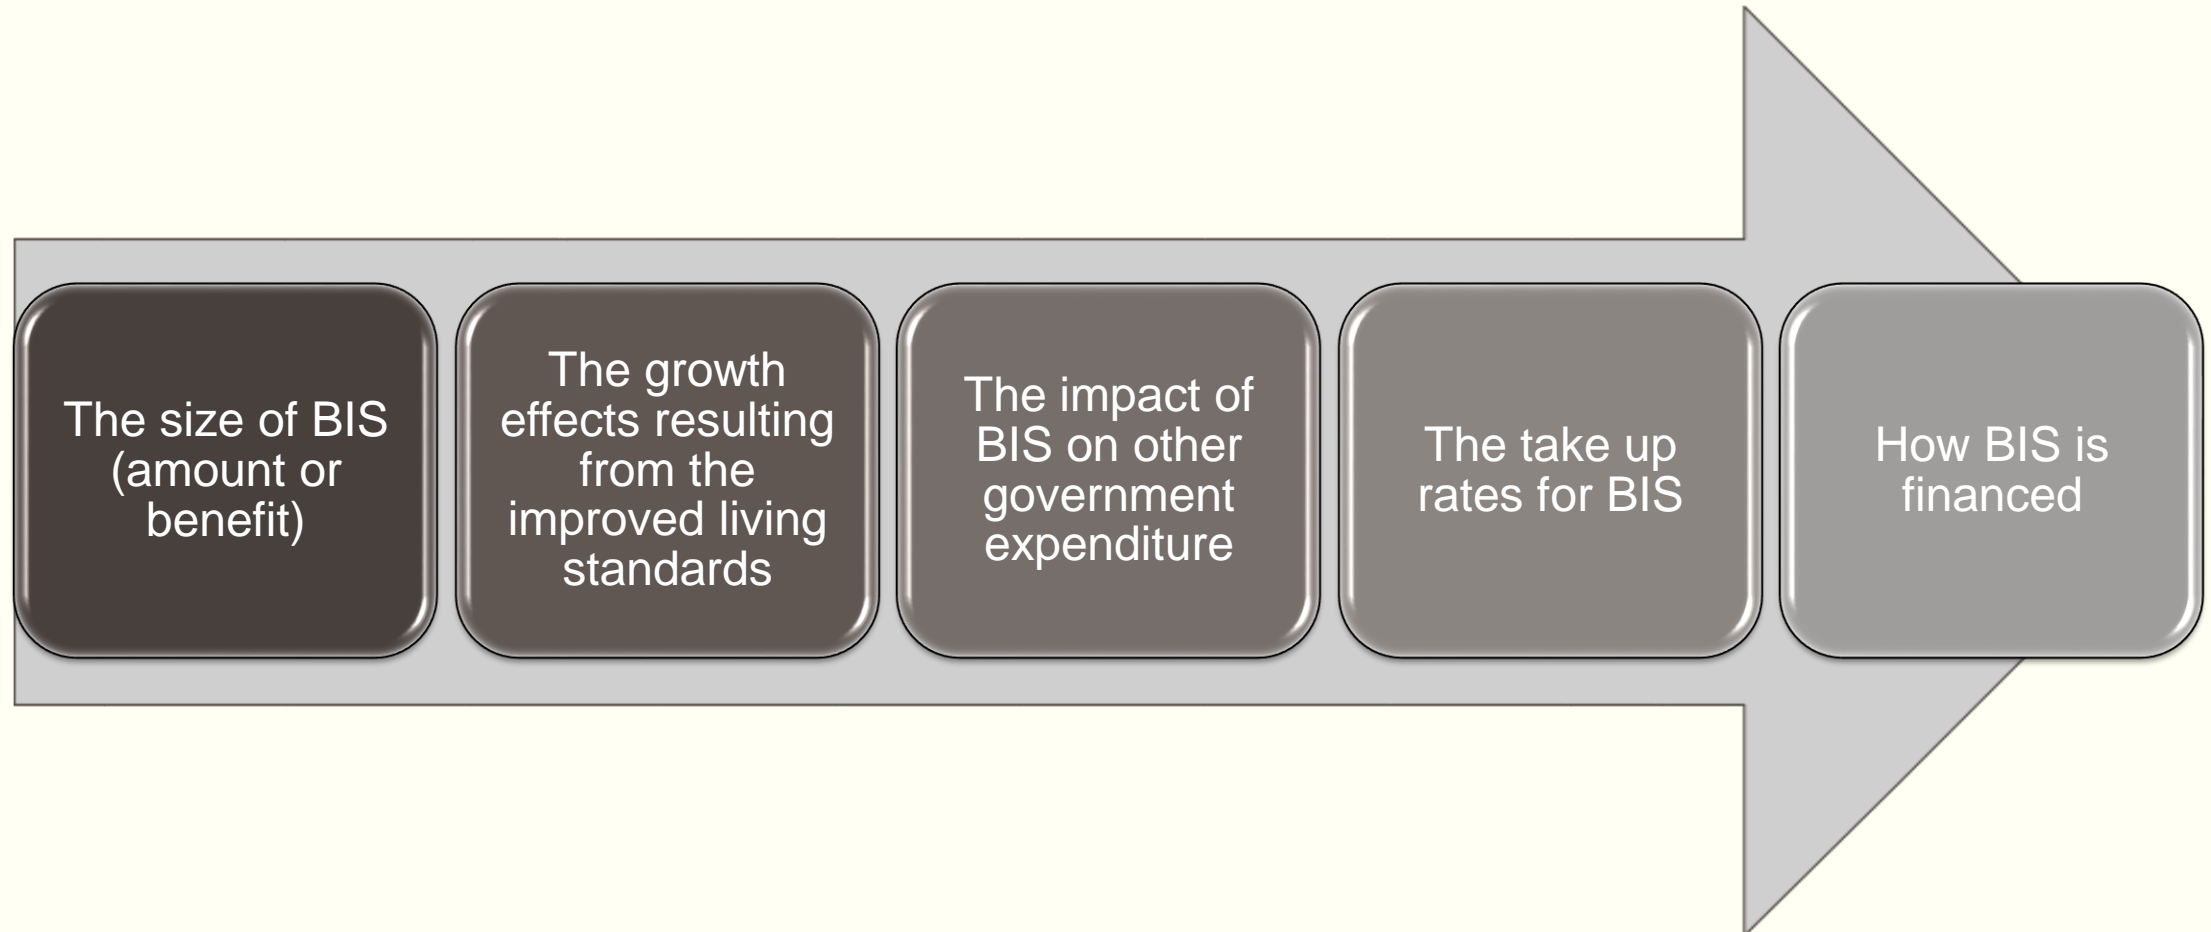 The size of BIS
(amount or
benefit)
The growth
effects resulting
from the
improved living
standards
The impact of
BIS on other
government
expenditure
The take up
rates for BIS
How BIS is
financed